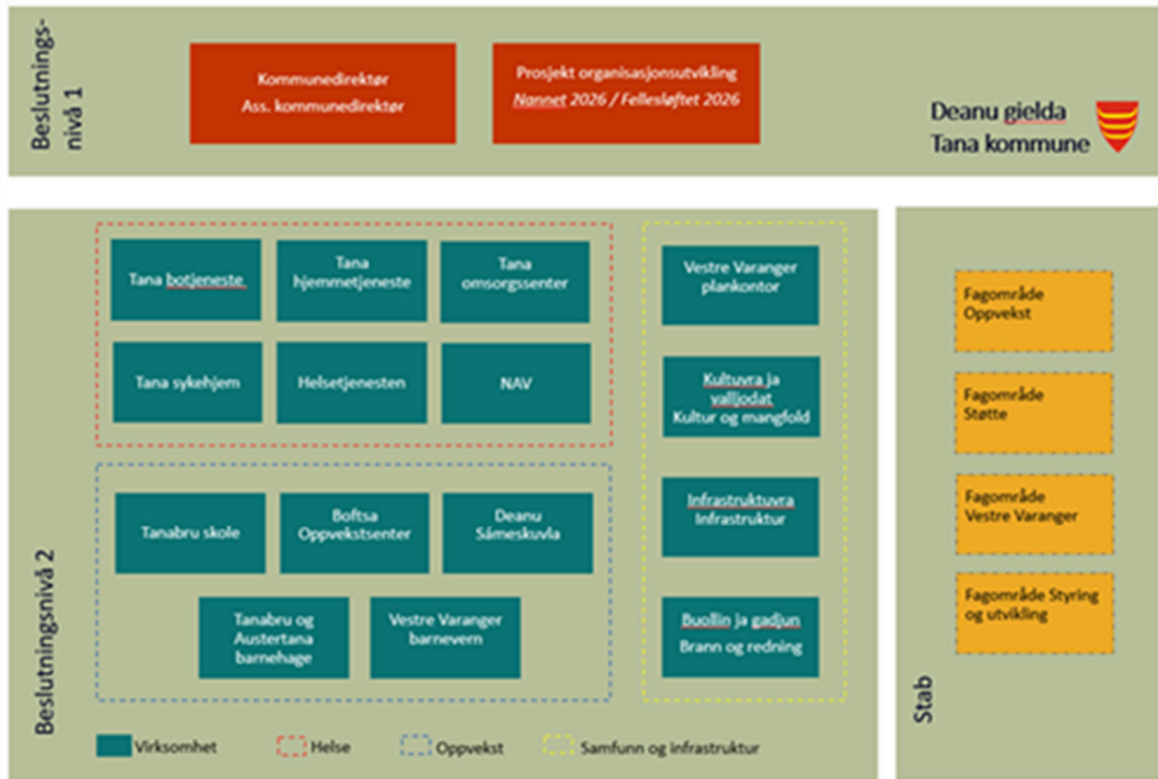 Beslutnings-
nivå 1
Kommunedirektør
Ass. kommunedirektør
Prosjekt organisasjonsutvikling
Nannet 2026 / Fellesløftet 2026
Deanu gielda
Tana kommune
Beslutningsnivå 2
Tana botjeneste
Tana
hjemmetjeneste
Tana
omsorgssenter
Tana sykehjem
Helsetjenesten
NAV
Tanabru skole
Boftsa
Oppvekstsenter
Deanu
Sámeskuvla
Tanabru og
Austertana
barnehage
Vestre Varanger
barnevern
Vestre Varanger
plankontor
Kultuvra ja
valljodat
Kultur og mangfold
Infrastruktuvra
Infrastruktur
Buollin ja gadjun
Brann og redning
Virksomhet
Helse
Oppvekst
Samfunn og infrastruktur
Stab
Fagområde
Oppvekst
Fagområde
Støtte
Fagområde
Vestre Varanger
Fagområde Styring
og utvikling